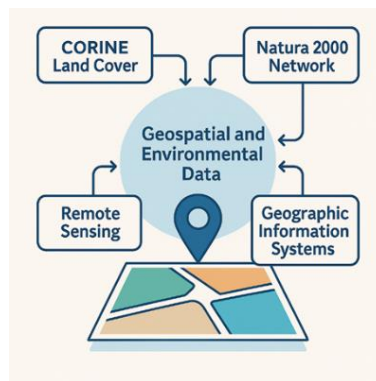 CORINE
Land Cover
Natura 2000
Network
Geospatial and
Environmental
Data
Remote
Sensing
Geographic
Information
Systems